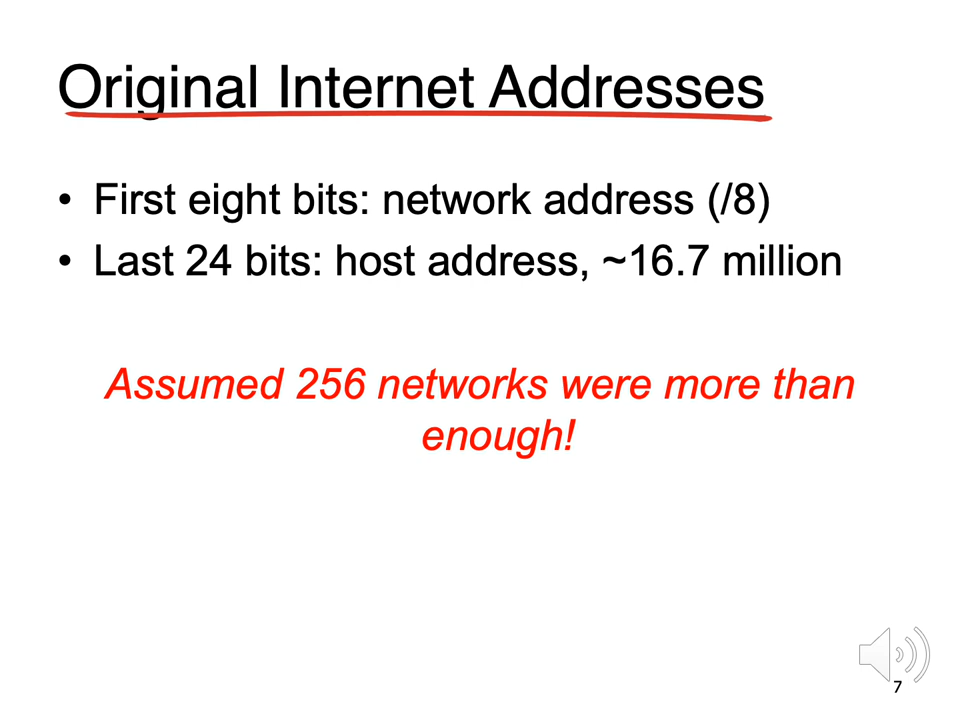 Original Internet Addresses
• First eight bits: network address (/8)
• Last 24 bits: host address, ~16.7 million
Assumed 256 networks were more than
enough!
7